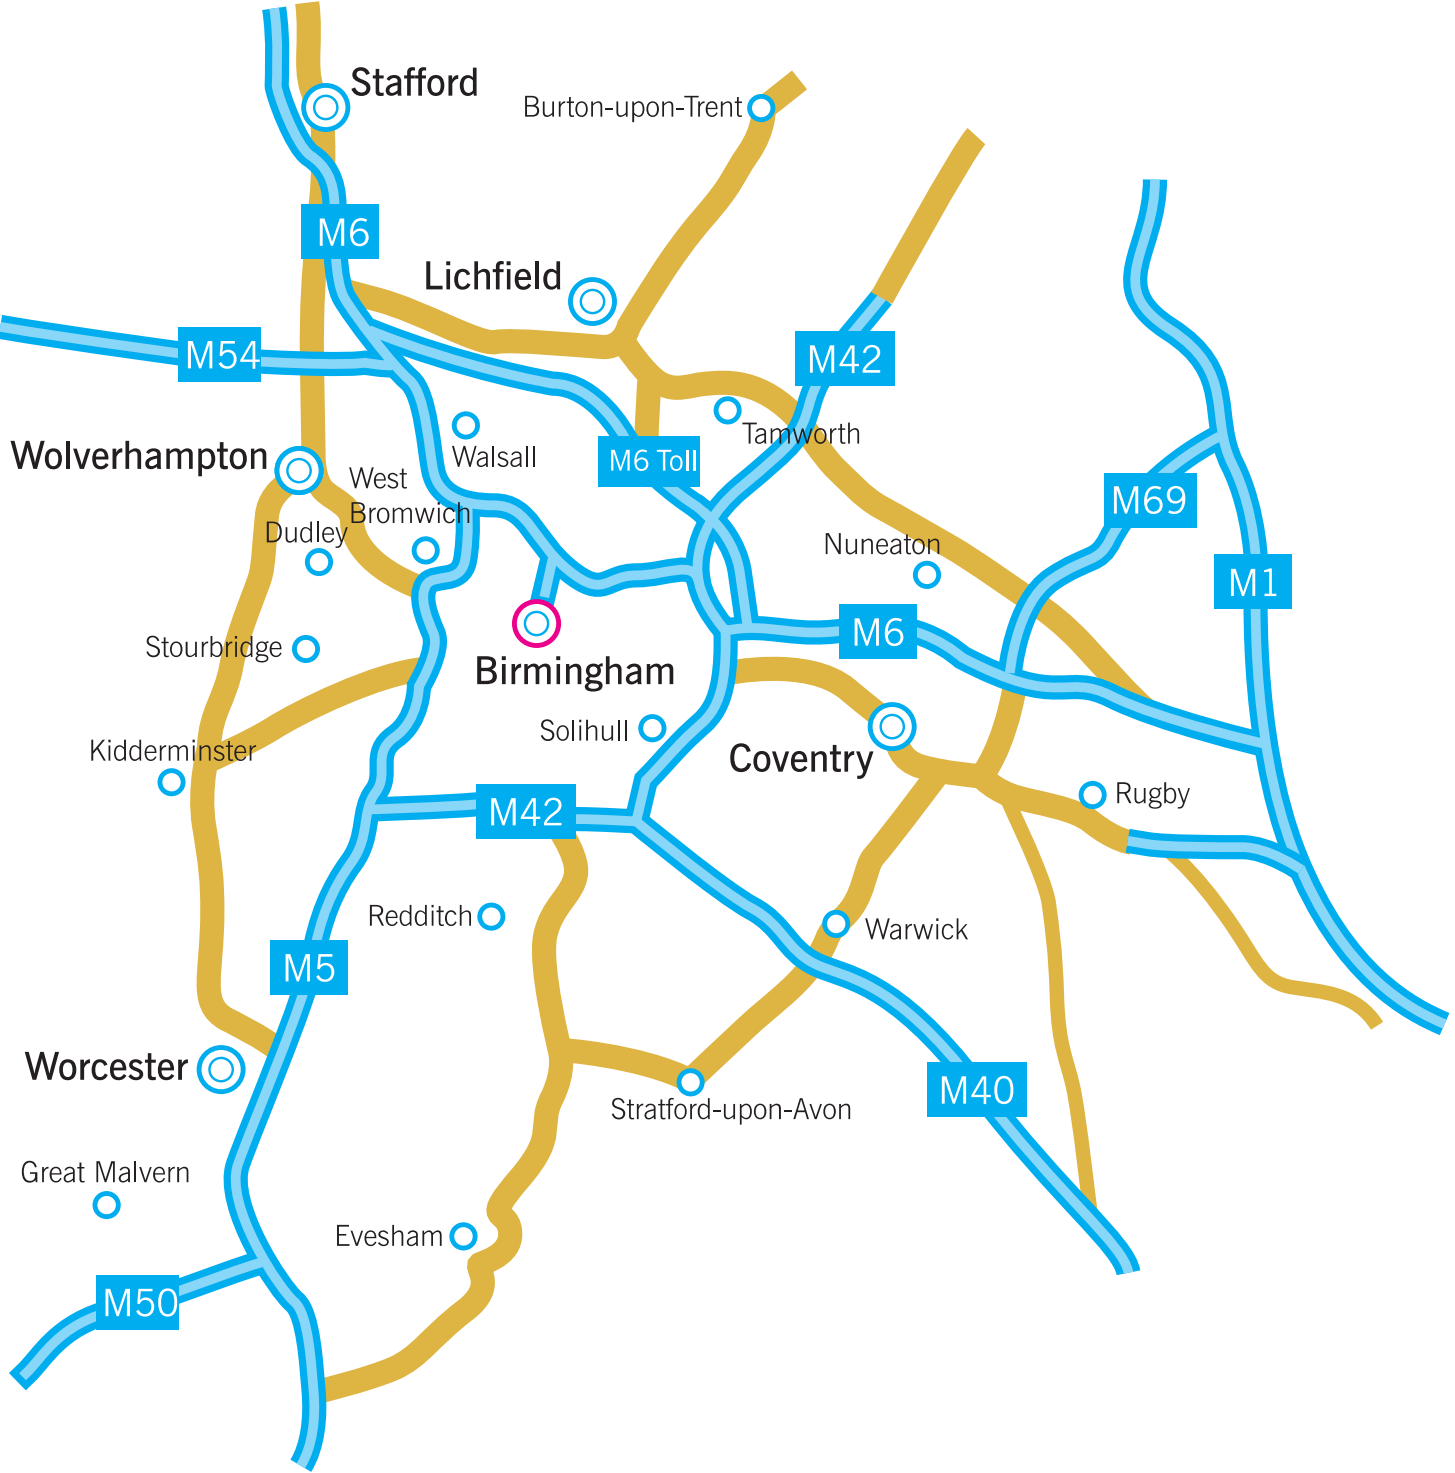 Stafford
Burton-upon-Trent
M6
Lichfield
M54
M42
Wolverhampton
Walsall
Tamworth
M6 Toll
West
Bromwich
M69
Dudley
Nuneaton
M1
M6
Stourbridge
Birmingham
Solihull
Coventry
Kidderminster
Rugby
M42
Redditch
Warwick
M5
Worcester
M40
Stratford-upon-Avon
Great Malvern
Evesham
M50